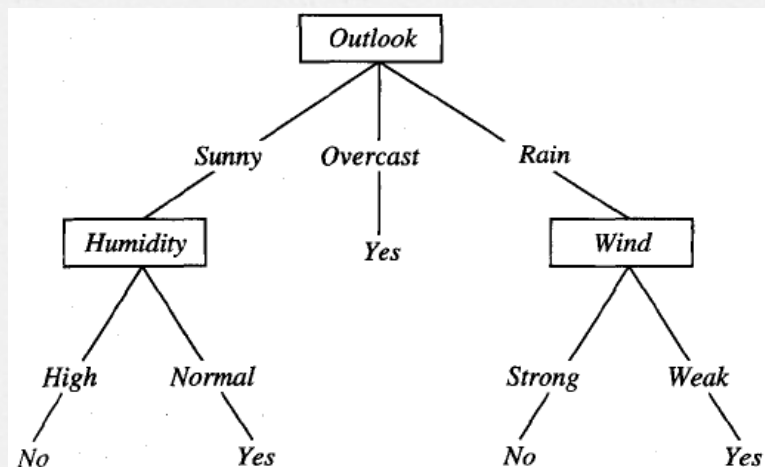 Outlook
Sunny Overcast Rain
Humidity Yes Wind
High Normal Strong Weak
No Yes No Yes